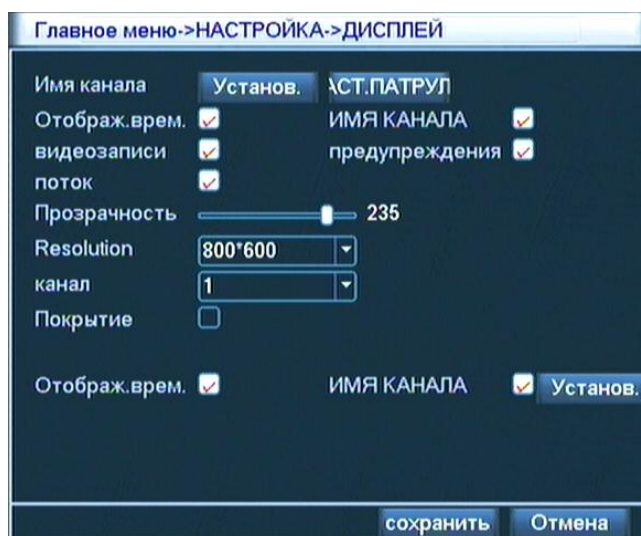 Главное меню->НАСТРОЙКА->ДИСПЛЕЙ
Имя канала Установ. АСТ.ПАТРУЛ
Отображ.врем. ИМЯ КАНАЛА
видеозаписи предупреждения
поток
Прозрачность 235
Resolution 800*600
канал 1
Покрытие
Отображ.врем. ИМЯ КАНАЛА Установ.
сохранить Отмена